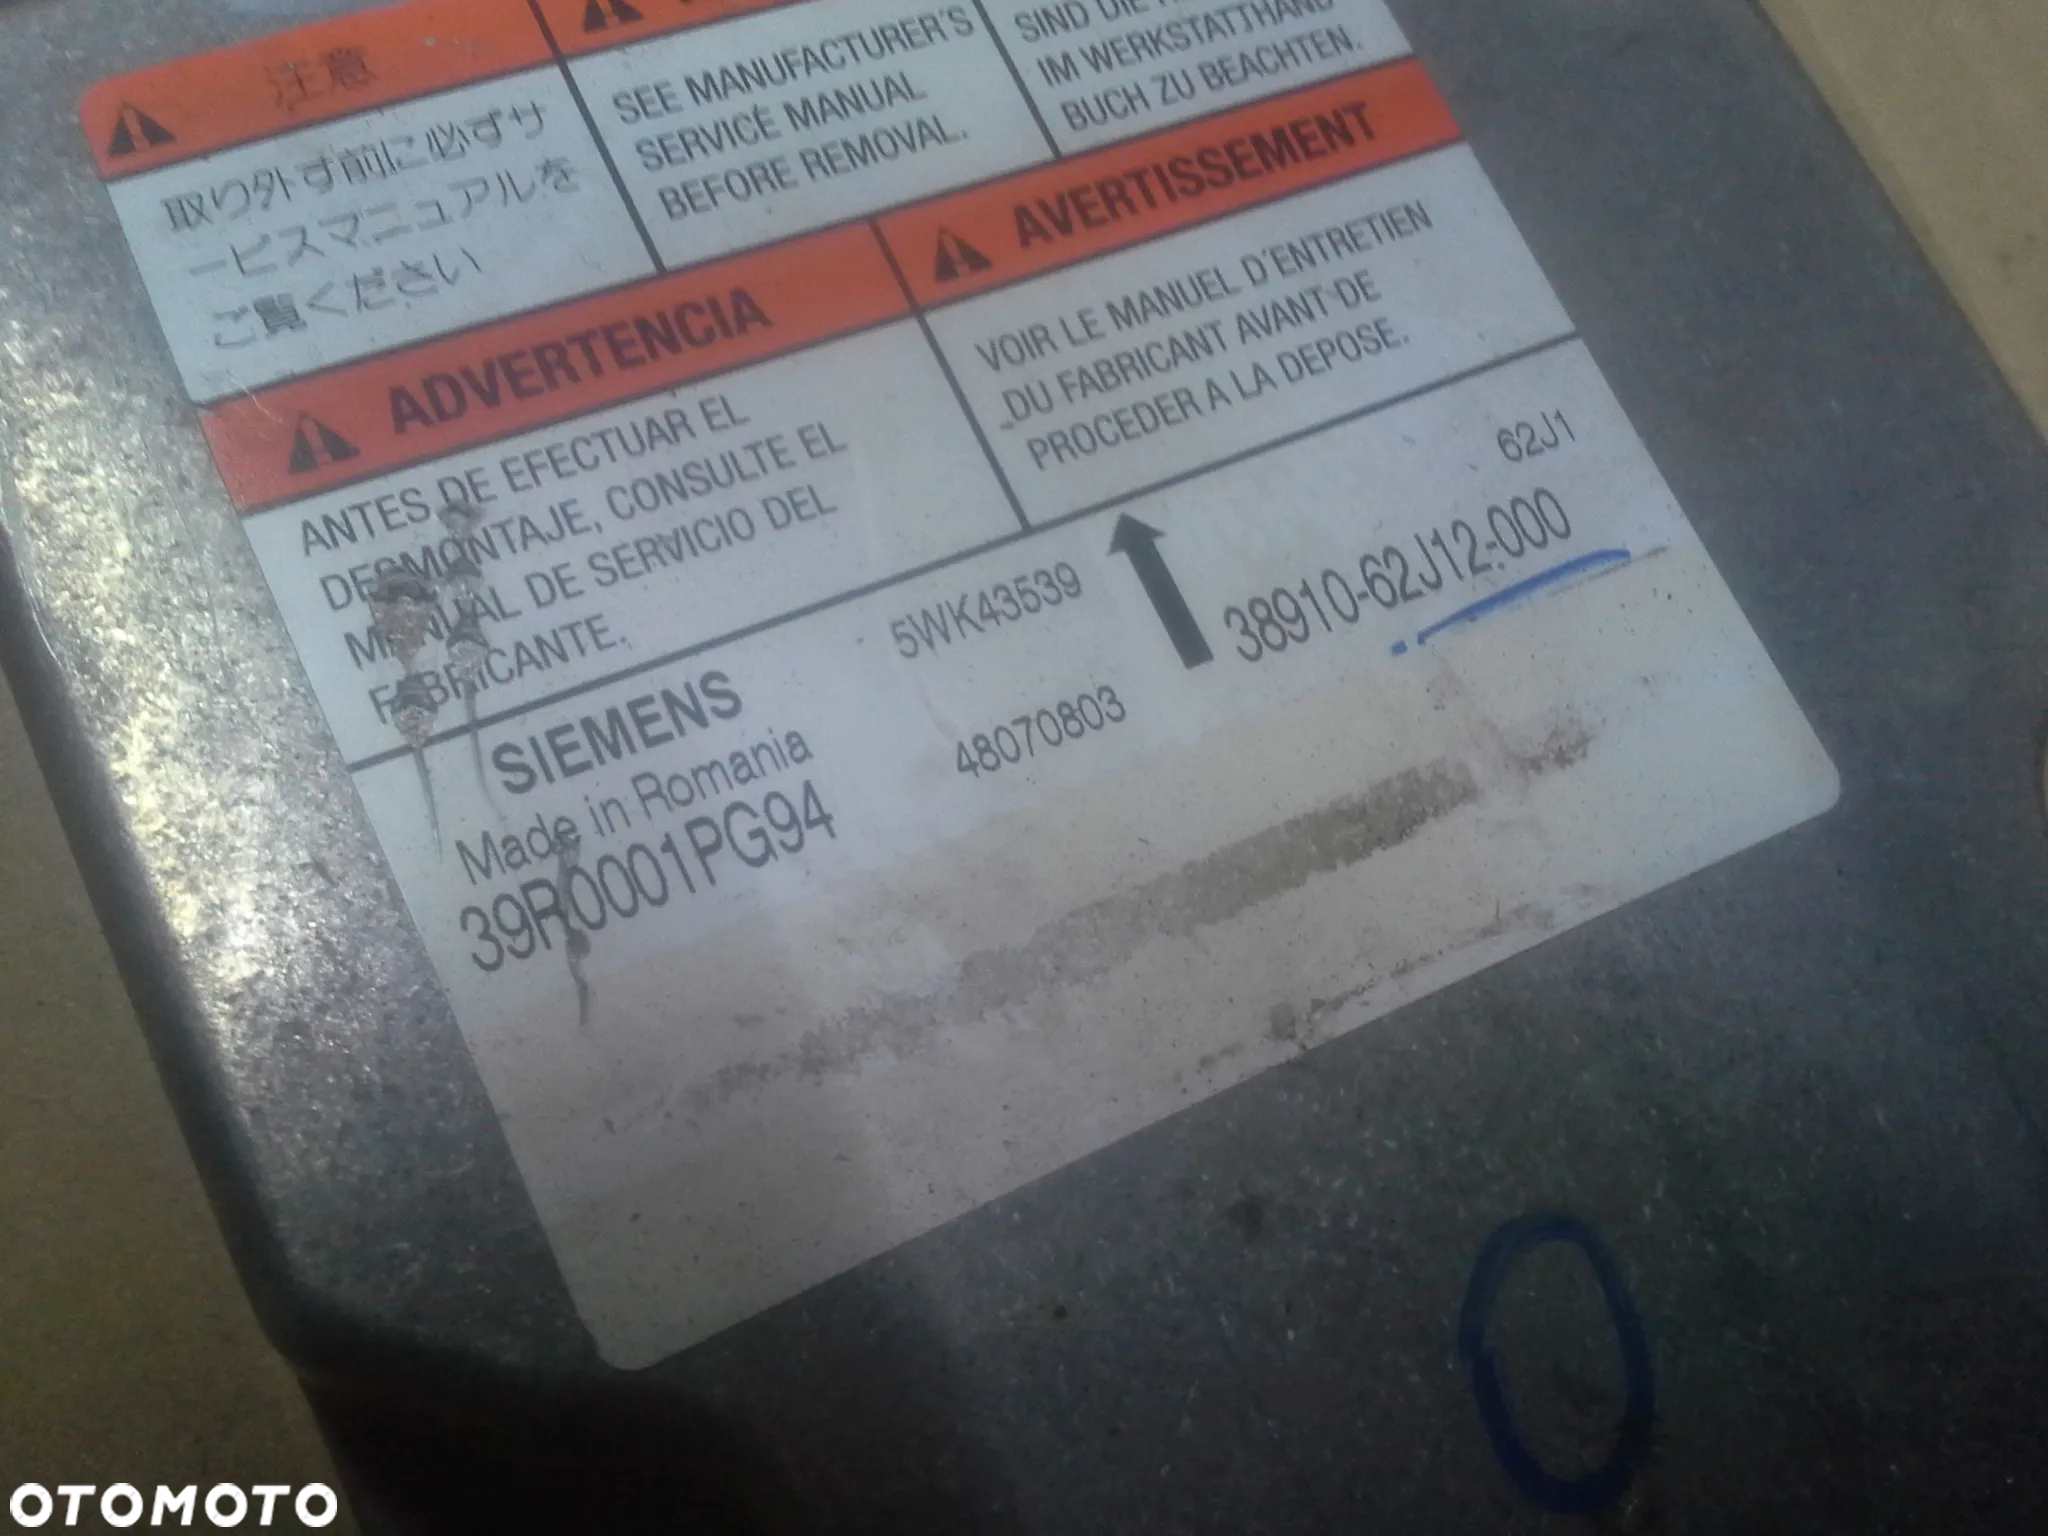 注意
取り外す前に必ずサ
ービスマニュアルを
ご覧ください
SEE MANUFACTURER'S
SERVICE MANUAL
BEFORE REMOVAL.
SIND DIE
IM WERKSTATTHAND
BUCH ZU BEACHTEN.
ADVERTENCIA
ANTES DE EFECTUAR EL
DESMONTAJE, CONSULTE EL
MANUAL DE SERVICIO DEL
FABRICANTE.
AVERTISSEMENT
VOIR LE MANUEL D'ENTRETIEN
DU FABRICANT AVANT DE
PROCEDER A LA DEPOSE.
SIEMENS
Made in Romania
39R0001PG94
5WK43539
48070803
62J1
38910-62J12-000
OTOMOTO